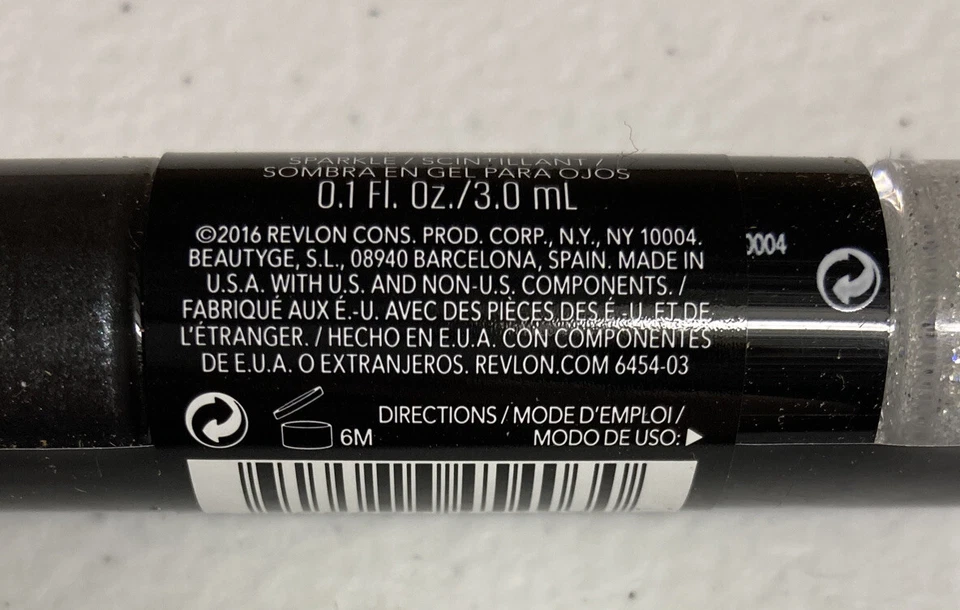 SPARKLE / SCINTILLANT /
SOMBRA EN GEL PARA OJOS
0.1 Fl. Oz./3.0 mL
©2016 REVLON CONS. PROD. CORP., N.Y., NY 10004.
BEAUTYGE, S.L., 08940 BARCELONA, SPAIN. MADE IN
U.S.A. WITH U.S. AND NON-U.S. COMPONENTS. /
FABRIQUÉ AUX É.-U. AVEC DES PIÈCES DES É.-U. ET DE
L'ÉTRANGER. / HECHO EN E.U.A. CON COMPONENTES
DE E.U.A. O EXTRANJEROS. REVLON.COM 6454-03
6M
DIRECTIONS / MODE D'EMPLOI /
MODO DE USO: